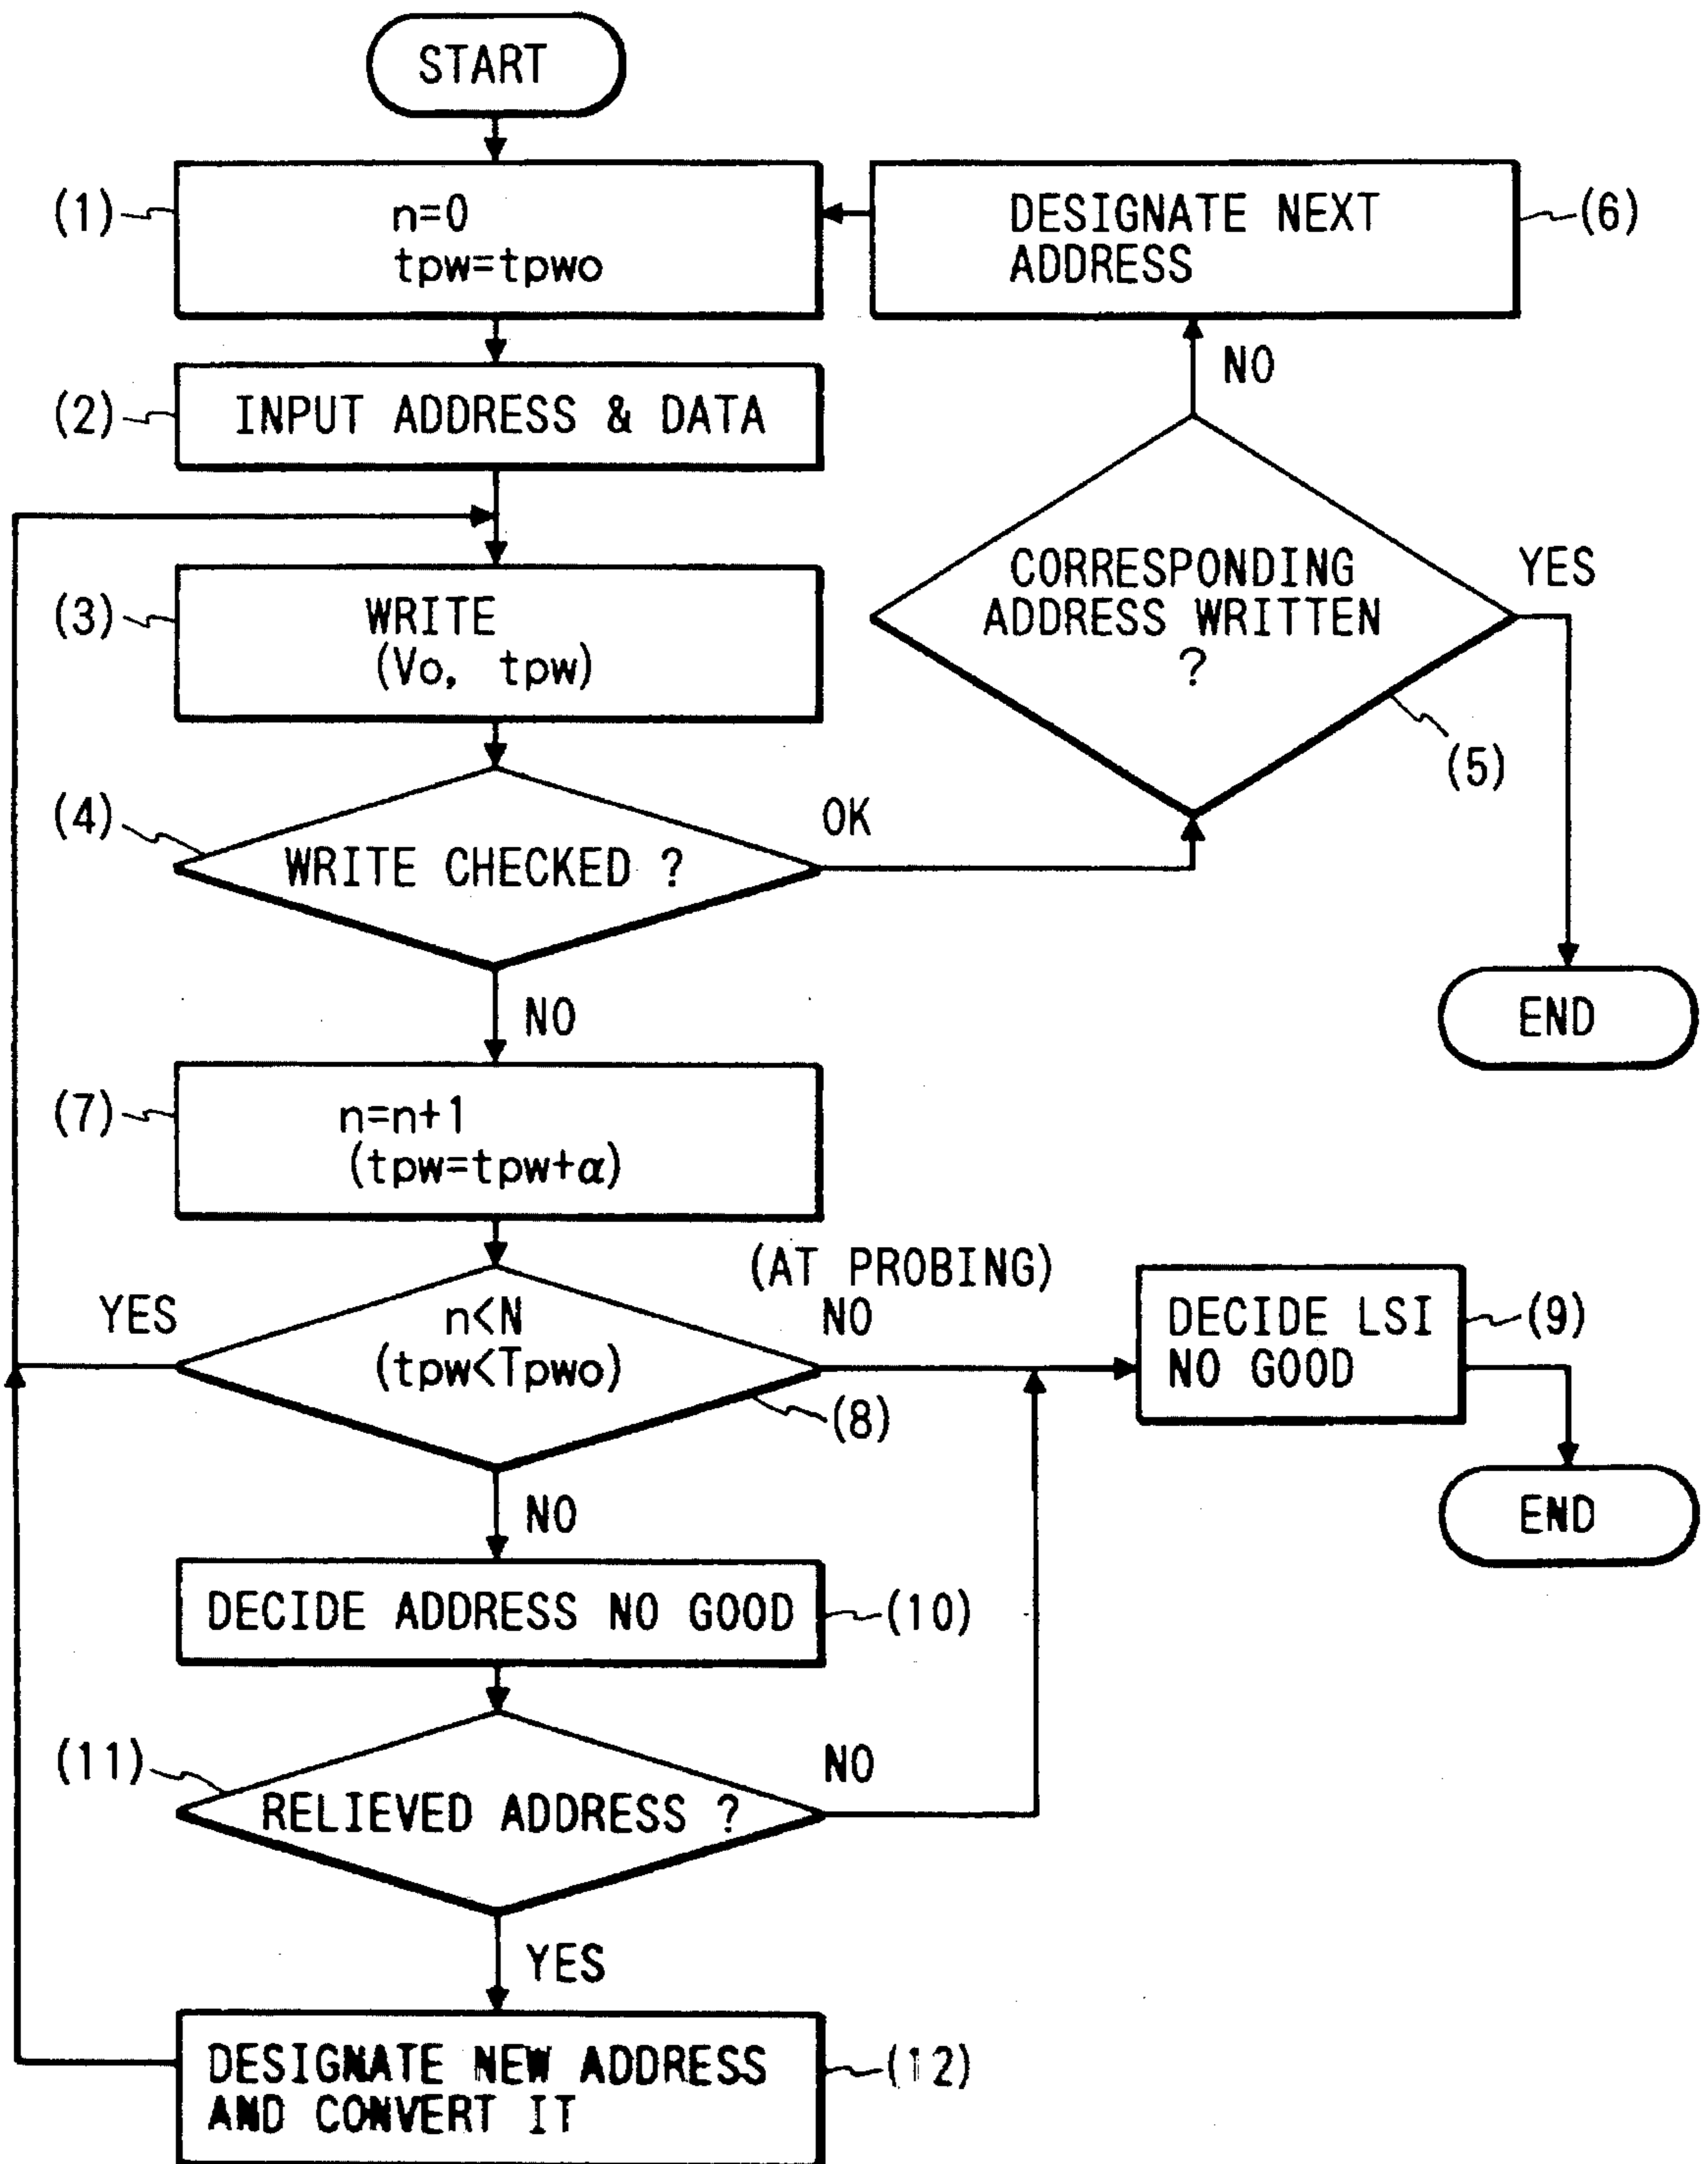 START
(1)
n=0
tpw=tpwo
DESIGNATE NEXT
ADDRESS
(6)
(2)
INPUT ADDRESS & DATA
NO
(3)
WRITE
(Vo, tpw)
CORRESPONDING
ADDRESS WRITTEN
?
YES
(5)
(4)
WRITE CHECKED ?
OK
NO
END
(7)
n=n+1
(tpw=tpw+α)
YES
n<N
(tpw<Tpwo)
(AT PROBING)
NO
(8)
DECIDE LSI
NO GOOD
(9)
NO
END
DECIDE ADDRESS NO GOOD
(10)
(11)
RELIEVED ADDRESS ?
NO
YES
DESIGNATE NEW ADDRESS
AND CONVERT IT
(12)